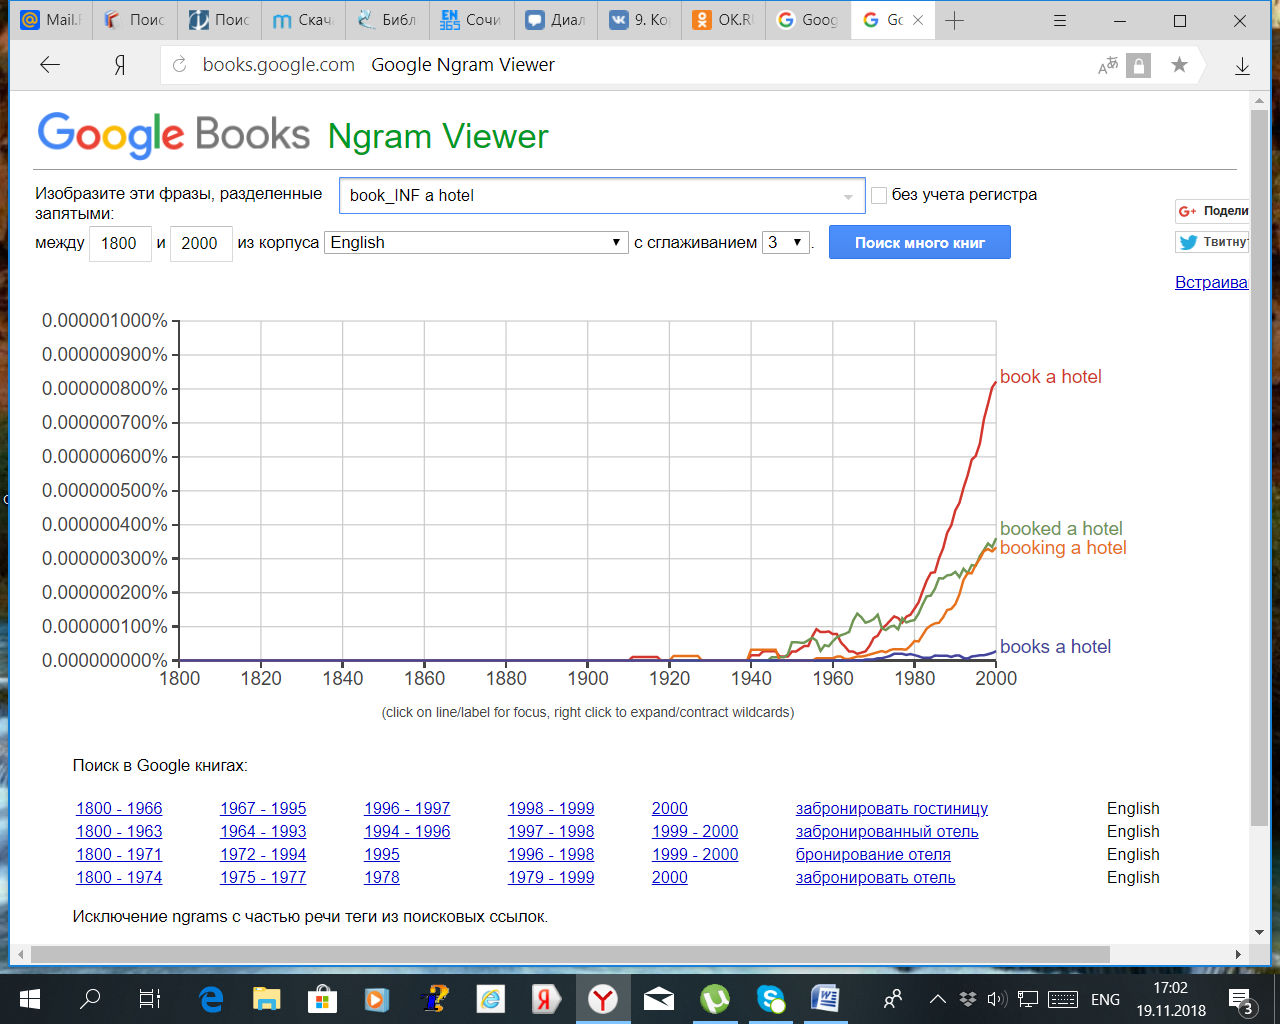 Mail.R Поис Поис Скача Библ EN 365 Сочи Диал 9. Ко OK.RU Goog Go
books.google.com Google Ngram Viewer
Google Books Ngram Viewer
Изобразите эти фразы, разделенные запятыми: book_INF a hotel без учета регистра
между 1800 и 2000 из корпуса English с сглаживанием 3 . Поиск много книг
G+ Подели
Твитнут
Встраива
0.000001000%
0.000000900%
0.000000800%
0.000000700%
0.000000600%
0.000000500%
0.000000400%
0.000000300%
0.000000200%
0.000000100%
0.000000000%
book a hotel
booked a hotel
booking a hotel
books a hotel
1800 1820 1840 1860 1880 1900 1920 1940 1960 1980 2000
(click on line/label for focus, right click to expand/contract wildcards)
Поиск в Google книгах:
1800 - 1966 1967 - 1995 1996 - 1997 1998 - 1999 2000 забронировать гостиницу English
1800 - 1963 1964 - 1993 1994 - 1996 1997 - 1998 1999 - 2000 забронированный отель English
1800 - 1971 1972 - 1994 1995 1996 - 1998 1999 - 2000 бронирование отеля English
1800 - 1974 1975 - 1977 1978 1979 - 1999 2000 забронировать отель English
Исключение ngrams с частью речи теги из поисковых ссылок.
ENG 17:02
19.11.2018 3